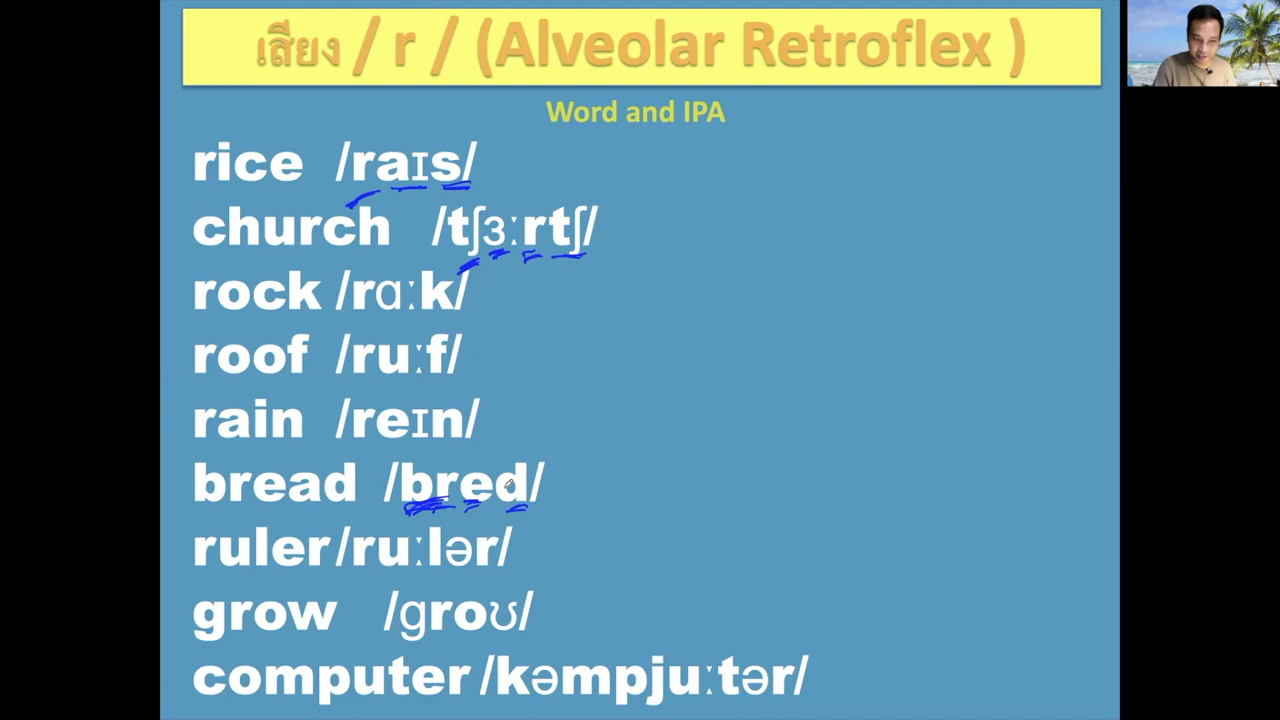 เสียง / r / (Alveolar Retroflex )
Word and IPA
rice /raɪs/
church /tʃɜːrtʃ/
rock /rɑːk/
roof /ruːf/
rain /reɪn/
bread /bred/
ruler /ruːlər/
grow /ɡroʊ/
computer /kəmpjuːtər/